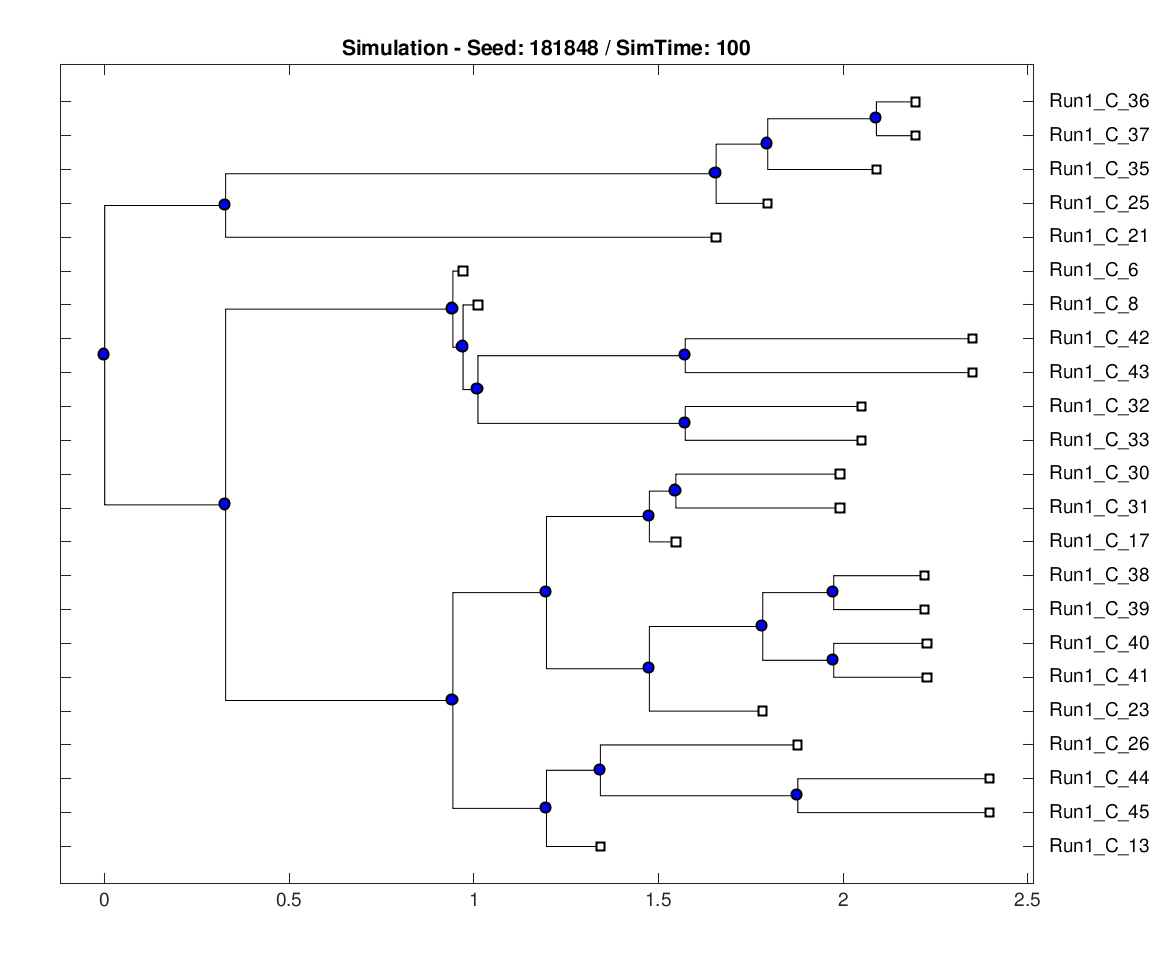 Simulation - Seed: 181848 / SimTime: 100
Run1_C_36
Run1_C_37
Run1_C_35
Run1_C_25
Run1_C_21
Run1_C_6
Run1_C_8
Run1_C_42
Run1_C_43
Run1_C_32
Run1_C_33
Run1_C_30
Run1_C_31
Run1_C_17
Run1_C_38
Run1_C_39
Run1_C_40
Run1_C_41
Run1_C_23
Run1_C_26
Run1_C_44
Run1_C_45
Run1_C_13
0 0.5 1 1.5 2 2.5